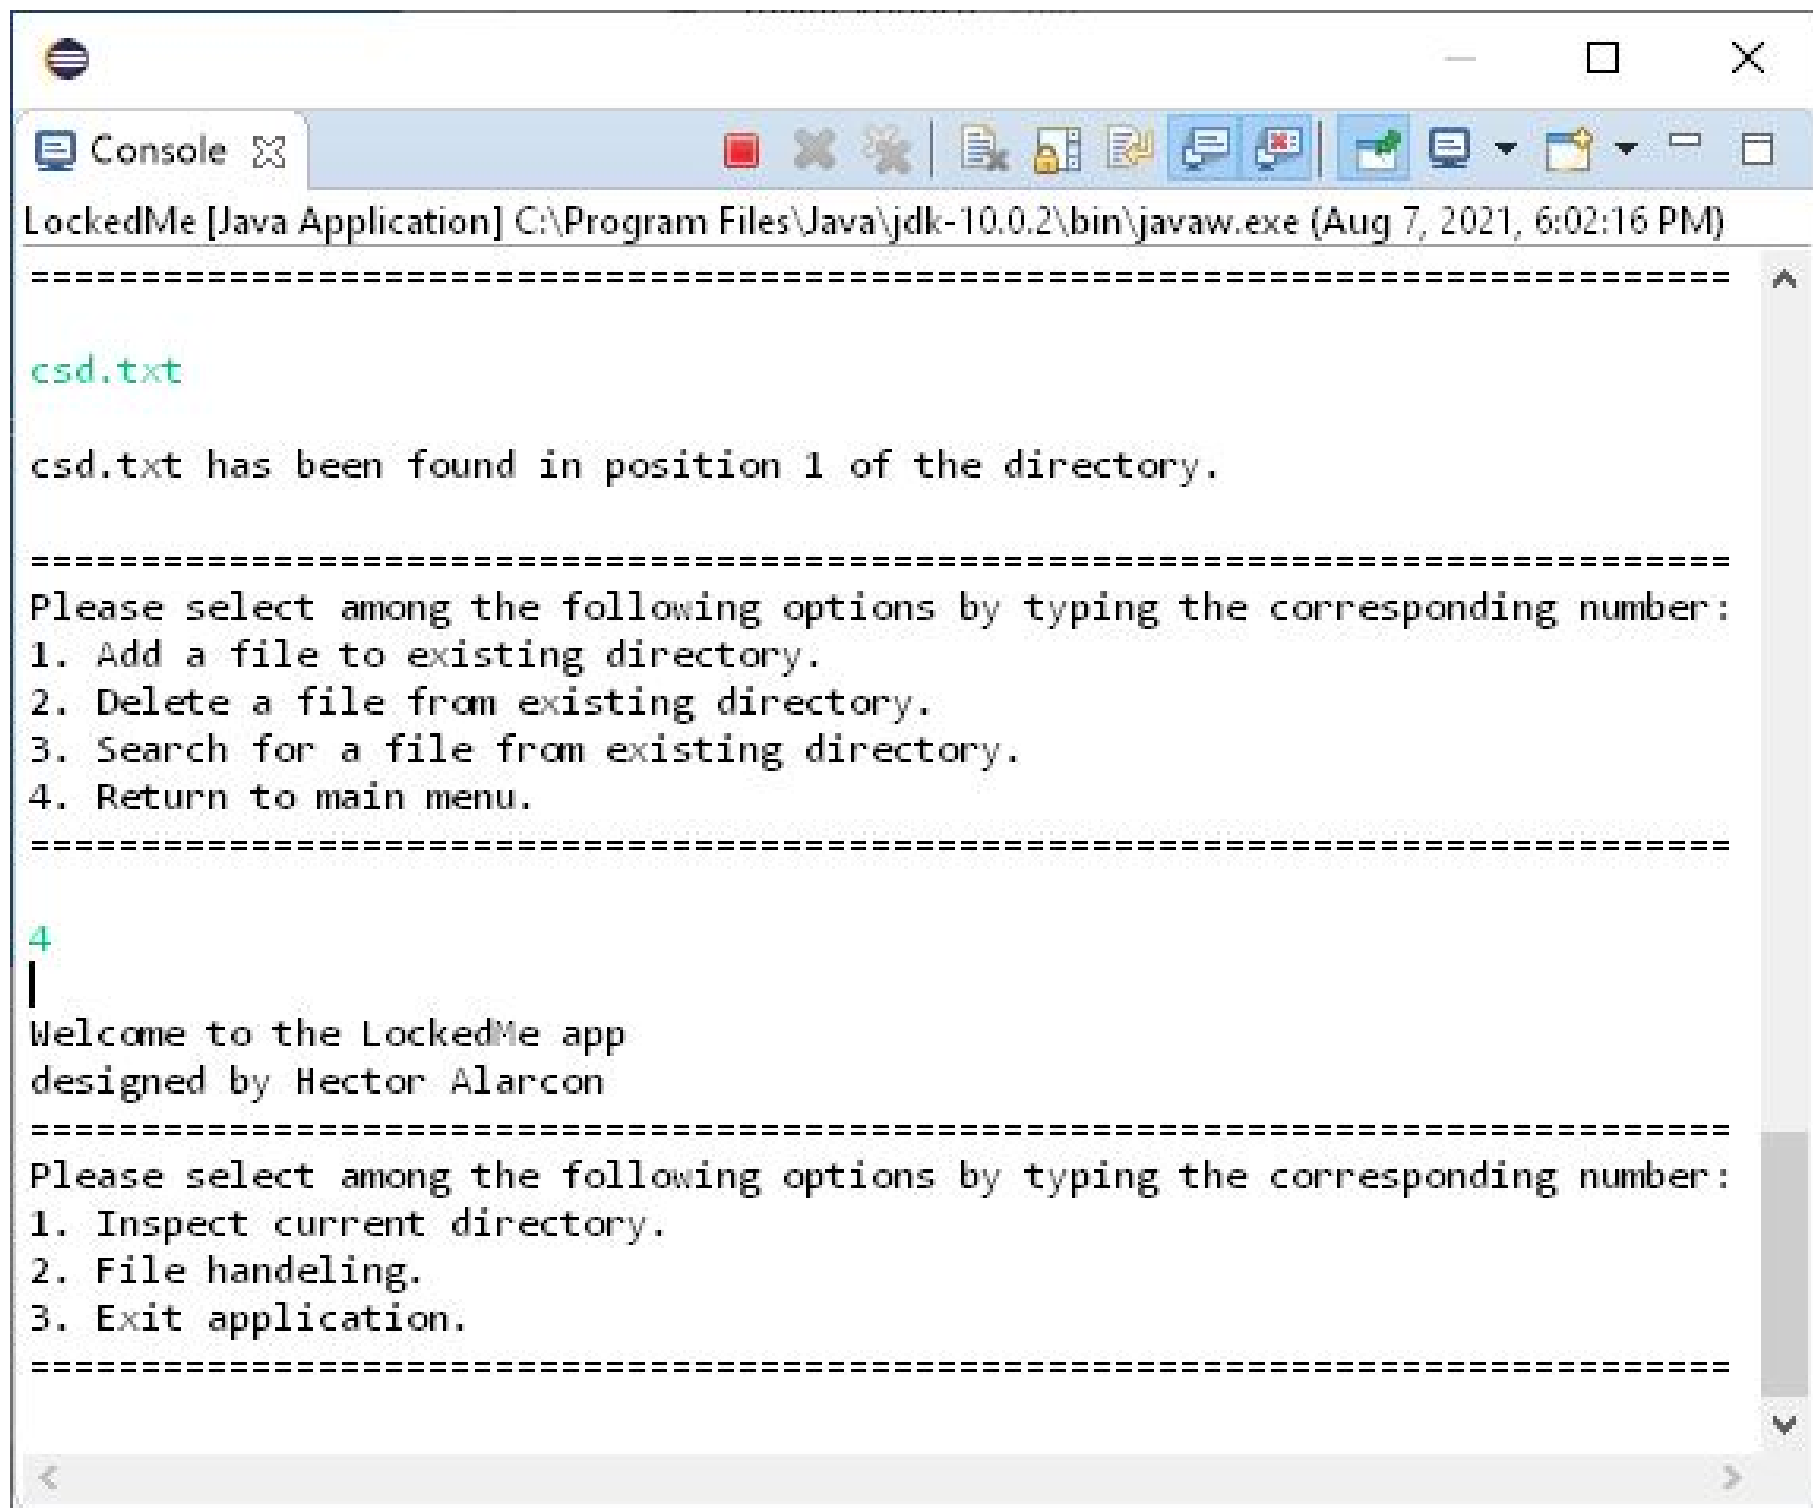 Console
LockedMe [Java Application] C:\Program Files\Java\jdk-10.0.2\bin\javaw.exe (Aug 7, 2021, 6:02:16 PM)
=============================================================================
csd.txt
csd.txt has been found in position 1 of the directory.
=============================================================================
Please select among the following options by typing the corresponding number:
1. Add a file to existing directory.
2. Delete a file from existing directory.
3. Search for a file from existing directory.
4. Return to main menu.
=============================================================================
4
Welcome to the LockedMe app
designed by Hector Alarcon
=============================================================================
Please select among the following options by typing the corresponding number:
1. Inspect current directory.
2. File handeling.
3. Exit application.
=============================================================================